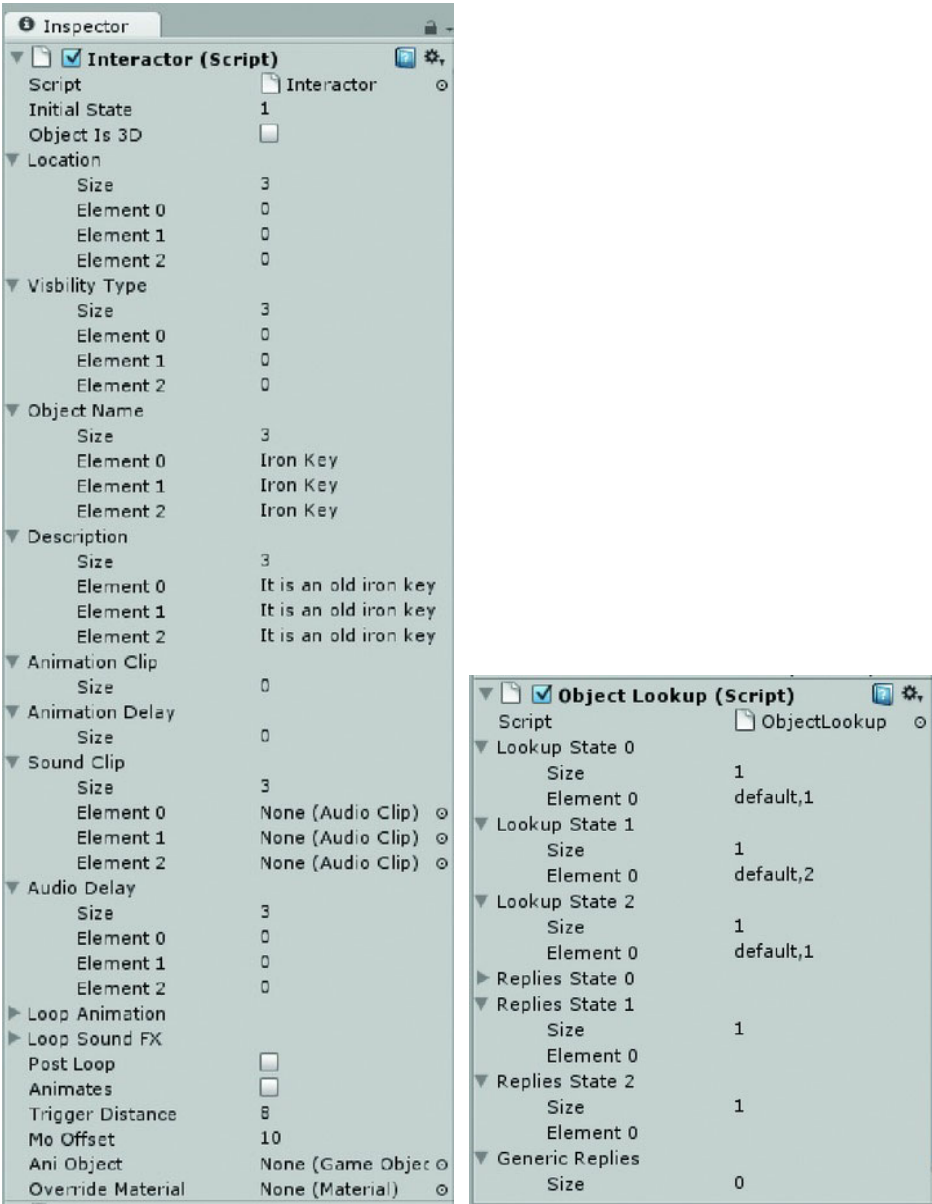 Inspector
Interactor (Script)
Script Interactor
Initial State 1
Object Is 3D
Location
Size 3
Element 0 0
Element 1 0
Element 2 0
Visbility Type
Size 3
Element 0 0
Element 1 0
Element 2 0
Object Name
Size 3
Element 0 Iron Key
Element 1 Iron Key
Element 2 Iron Key
Description
Size 3
Element 0 It is an old iron key
Element 1 It is an old iron key
Element 2 It is an old iron key
Animation Clip
Size 0
Animation Delay
Size 0
Sound Clip
Size 3
Element 0 None (Audio Clip)
Element 1 None (Audio Clip)
Element 2 None (Audio Clip)
Audio Delay
Size 3
Element 0 0
Element 1 0
Element 2 0
Loop Animation
Loop Sound FX
Post Loop
Animates
Trigger Distance 8
Mo Offset 10
Ani Object None (Game Objec
Override Material None (Material)
Object Lookup (Script)
Script ObjectLookup
Lookup State 0
Size 1
Element 0 default,1
Lookup State 1
Size 1
Element 0 default,2
Lookup State 2
Size 1
Element 0 default,1
Replies State 0
Replies State 1
Size 1
Element 0
Replies State 2
Size 1
Element 0
Generic Replies
Size 0